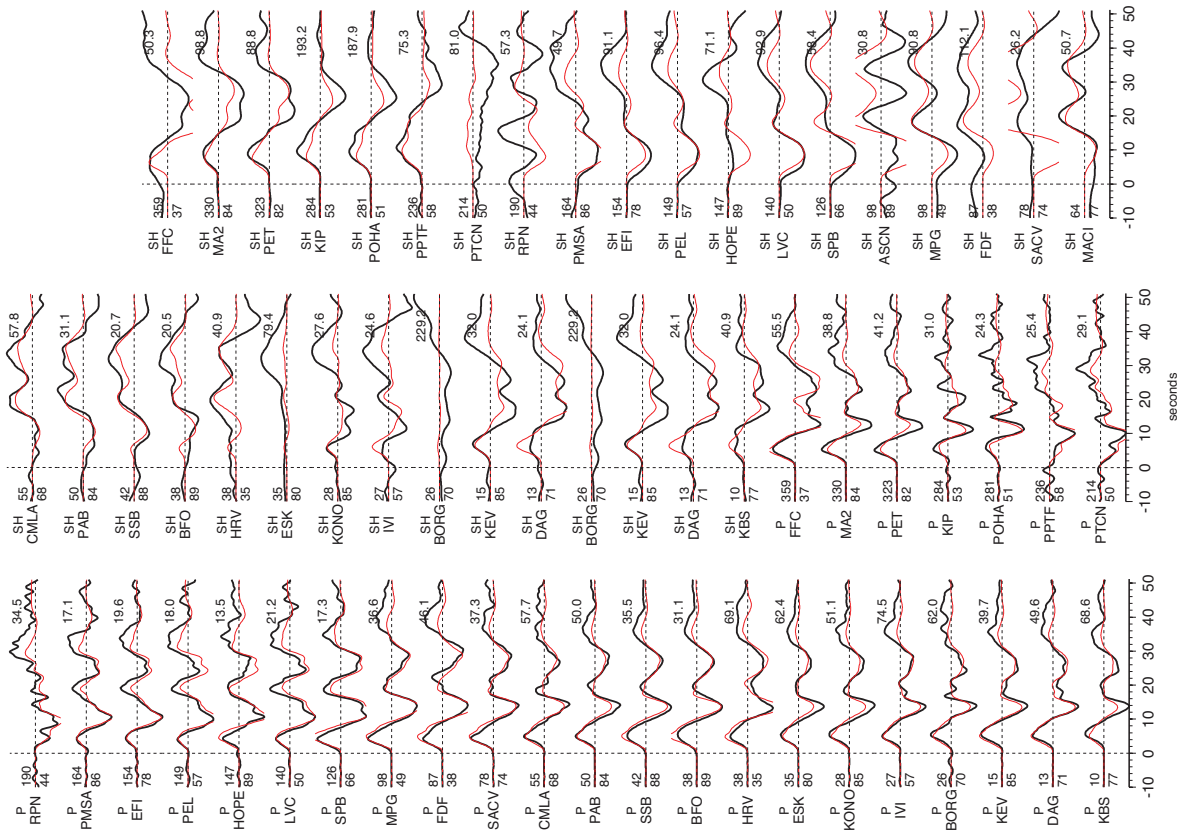 SH FFC 359 37 50.3
SH MA2 330 84 98.8
SH PET 323 82 88.8
SH KIP 284 53 193.2
SH POHA 281 51 187.9
SH PPTF 236 58 75.3
SH PTCN 214 50 81.0
SH RPN 190 44 57.3
SH PMSA 164 86 49.7
SH EFI 154 78 91.1
SH PEL 149 57 96.4
SH HOPE 147 89 71.1
SH LVC 140 50 92.9
SH SPB 126 66
SH ASCN 98 89
SH MPG 98 49
SH FDF 87 38
SH SACV 78 74 26.2
SH MACI 64 77 50.7
-10 0 10 20 30 40 50
SH CMLA 55 68 57.8
SH PAB 50 84 31.1
SH SSB 42 88 20.7
SH BFO 38 89 20.5
SH HRV 38 35 40.9
SH ESK 35 80 79.4
SH KONO 28 85 27.6
SH IVI 27 57 24.6
SH BORG 26 70 229.2
SH KEV 15 85 32.0
SH DAG 13 71 24.1
SH BORG 26 70 229.2
SH KEV 15 85 32.0
SH DAG 13 71 24.1
SH KBS 10 77 40.9
P FFC 359 37 55.5
P MA2 330 84 38.8
P PET 323 82 41.2
P KIP 284 53 31.0
P POHA 281 51 24.3
P PPTF 236 58 25.4
P PTCN 214 50 29.1
-10 0 10 20 30 40 50
seconds
P RPN 190 44 34.5
P PMSA 164 86 17.1
P EFI 154 78 19.6
P PEL 149 57 18.0
P HOPE 147 89 13.5
P LVC 140 50 21.2
P SPB 126 66 17.3
P MPG 98 49 36.6
P FDF 87 38 46.1
P SACV 78 74 37.3
P CMLA 55 68 57.7
P PAB 50 84 50.0
P SSB 42 88 35.5
P BFO 38 89 31.1
P HRV 38 35 69.1
P ESK 35 80 62.4
P KONO 28 85 51.1
P IVI 27 57 74.5
P BORG 26 70 62.0
P KEV 15 85 39.7
P DAG 13 71 49.6
P KBS 10 77 68.6
-10 0 10 20 30 40 50